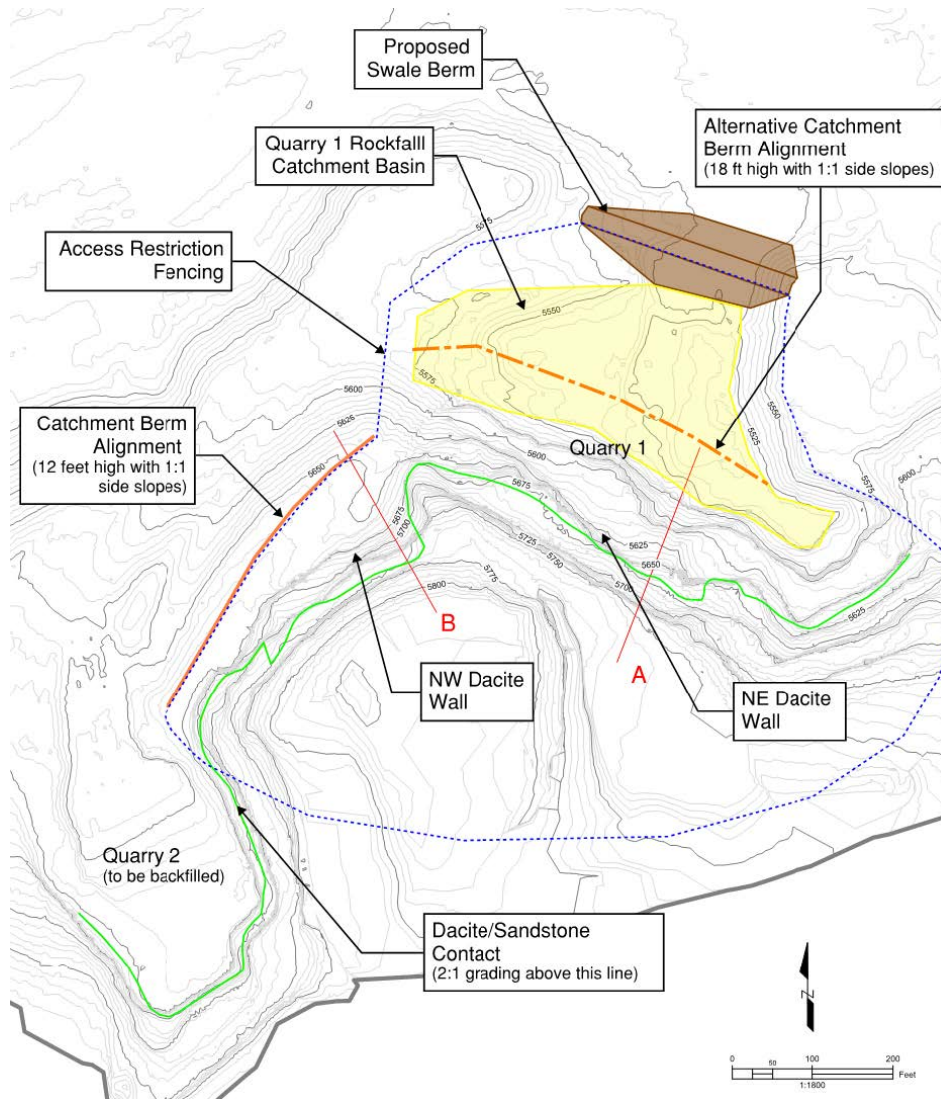 Proposed
Swale Berm
Alternative Catchment
Berm Alignment
(18 ft high with 1:1 side slopes)
Quarry 1 Rockfalll
Catchment Basin
Access Restriction
Fencing
5575
5550
5575
5600
5625
5650
Catchment Berm
Alignment
(12 feet high with 1:1
side slopes)
Quarry 1
5550
5525
5600
5575
5600
5675
5675
5700
5725
5750
5625
5650
5700
5775
5800
5625
B
A
NW Dacite
Wall
NE Dacite
Wall
Quarry 2
(to be backfilled)
Dacite/Sandstone
Contact
(2:1 grading above this line)
N
0 50 100 200
Feet
1:1800